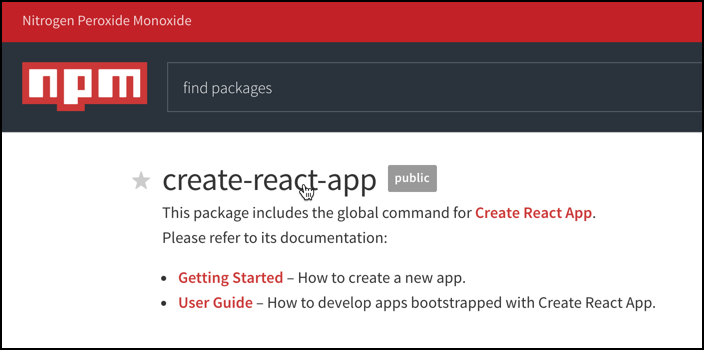 Nitrogen Peroxide Monoxide
npm
find packages
create-react-app
public
This package includes the global command for Create React App.
Please refer to its documentation:
• Getting Started – How to create a new app.
• User Guide – How to develop apps bootstrapped with Create React App.